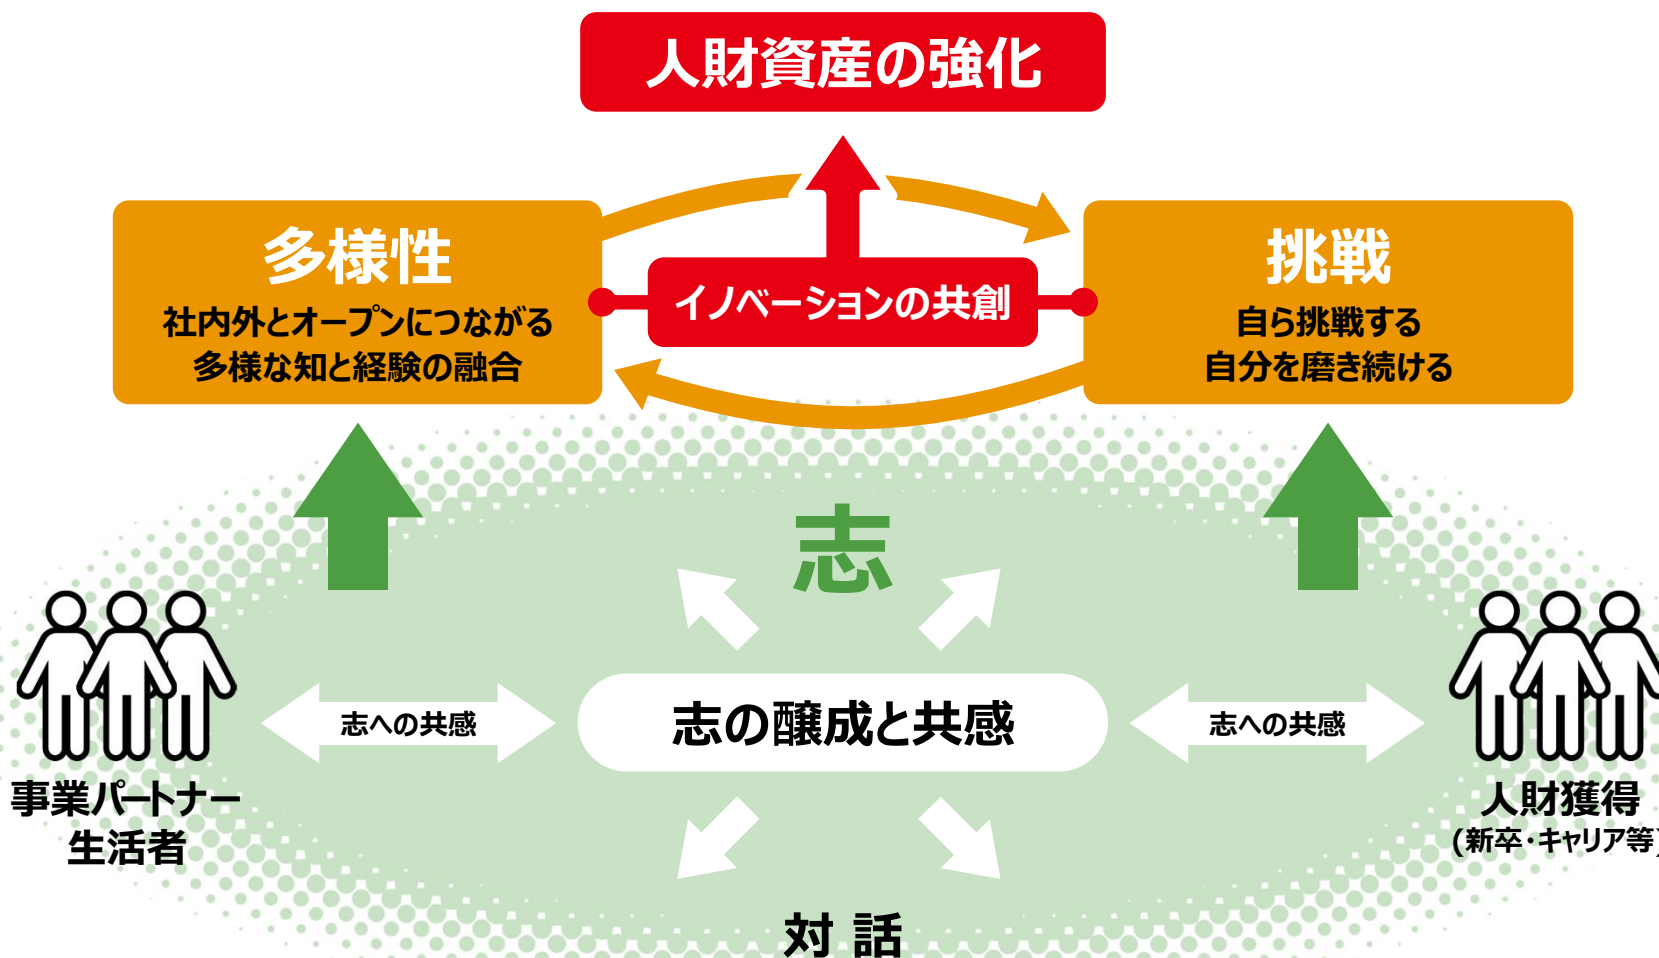 人財資産の強化
多様性
社内外とオープンにつながる
多様な知と経験の融合
イノベーションの共創
挑戦
自ら挑戦する
自分を磨き続ける
志
志への共感
志の醸成と共感
志への共感
事業パートナー
生活者
人財獲得
(新卒・キャリア等)
対話